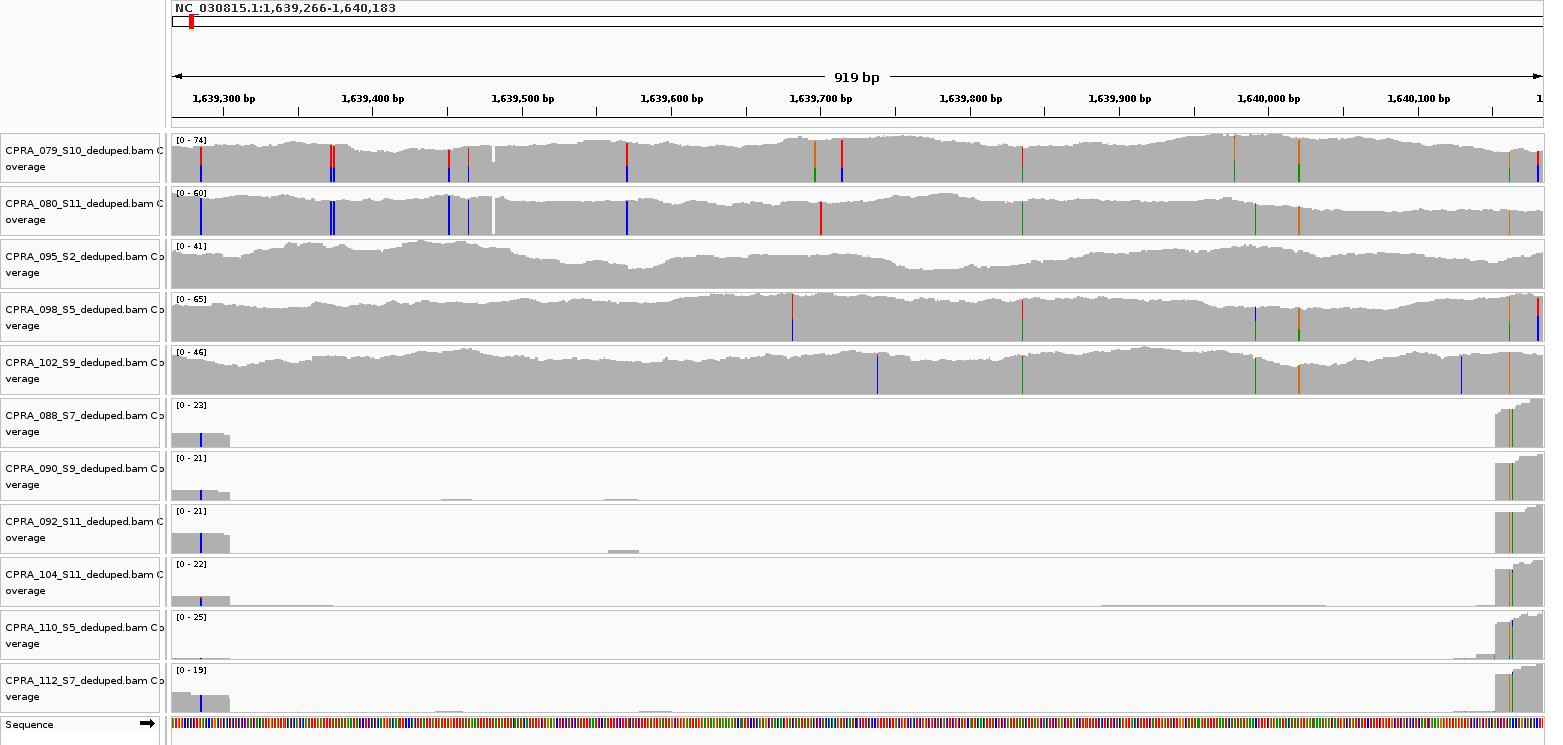 NC_030815.1:1,639,266-1,640,183
919 bp
1,639,300 bp 1,639,400 bp 1,639,500 bp 1,639,600 bp 1,639,700 bp 1,639,800 bp 1,639,900 bp 1,640,000 bp 1,640,100 bp 1
[0 - 74]
CPRA_079_S10_deduped.bam C
overage
[0 - 60]
CPRA_080_S11_deduped.bam C
overage
[0 - 41]
CPRA_095_S2_deduped.bam Co
verage
[0 - 65]
CPRA_098_S5_deduped.bam Co
verage
[0 - 46]
CPRA_102_S9_deduped.bam Co
verage
[0 - 23]
CPRA_088_S7_deduped.bam Co
verage
[0 - 21]
CPRA_090_S9_deduped.bam Co
verage
[0 - 21]
CPRA_092_S11_deduped.bam C
overage
[0 - 22]
CPRA_104_S11_deduped.bam C
overage
[0 - 25]
CPRA_110_S5_deduped.bam Co
verage
[0 - 19]
CPRA_112_S7_deduped.bam Co
verage
Sequence